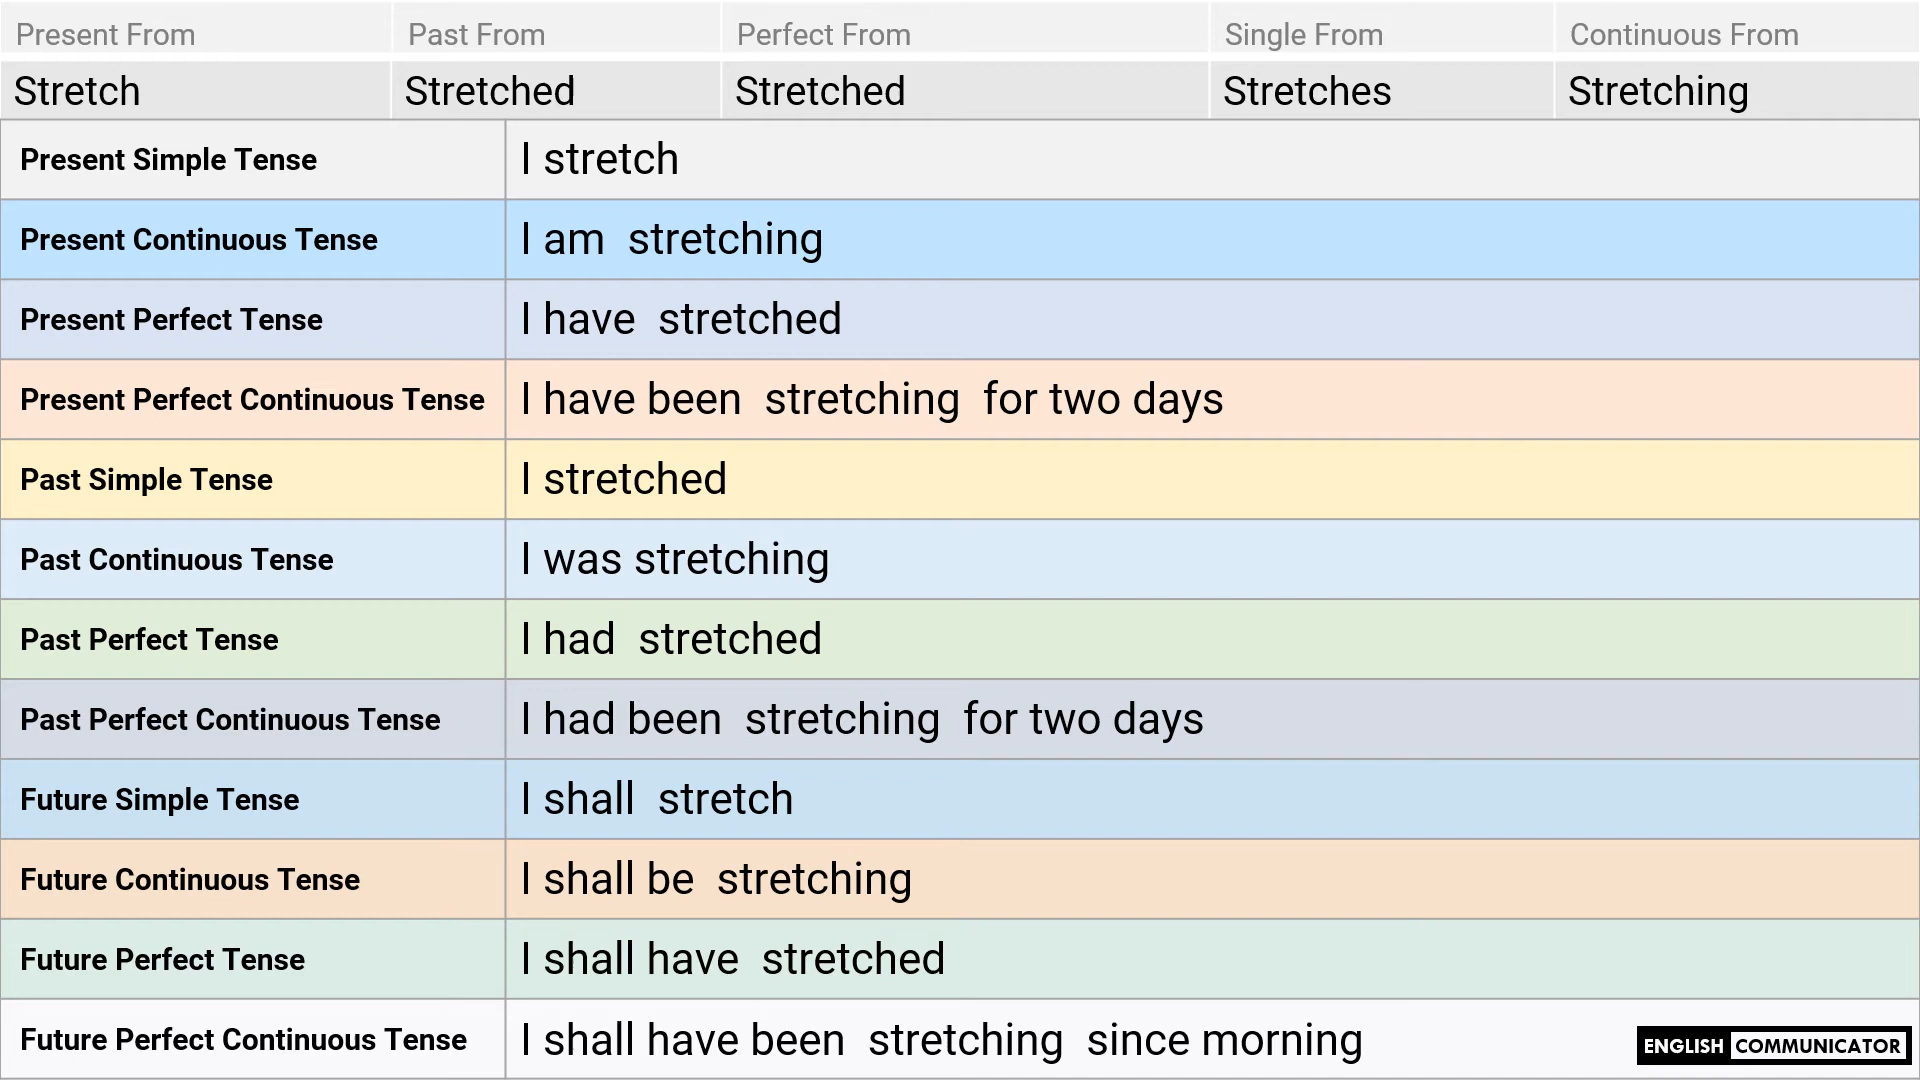 Present From Past From Perfect From Single From Continuous From
Stretch Stretched Stretched Stretches Stretching
Present Simple Tense I stretch
Present Continuous Tense I am stretching
Present Perfect Tense I have stretched
Present Perfect Continuous Tense I have been stretching for two days
Past Simple Tense I stretched
Past Continuous Tense I was stretching
Past Perfect Tense I had stretched
Past Perfect Continuous Tense I had been stretching for two days
Future Simple Tense I shall stretch
Future Continuous Tense I shall be stretching
Future Perfect Tense I shall have stretched
Future Perfect Continuous Tense I shall have been stretching since morning
ENGLISH COMMUNICATOR